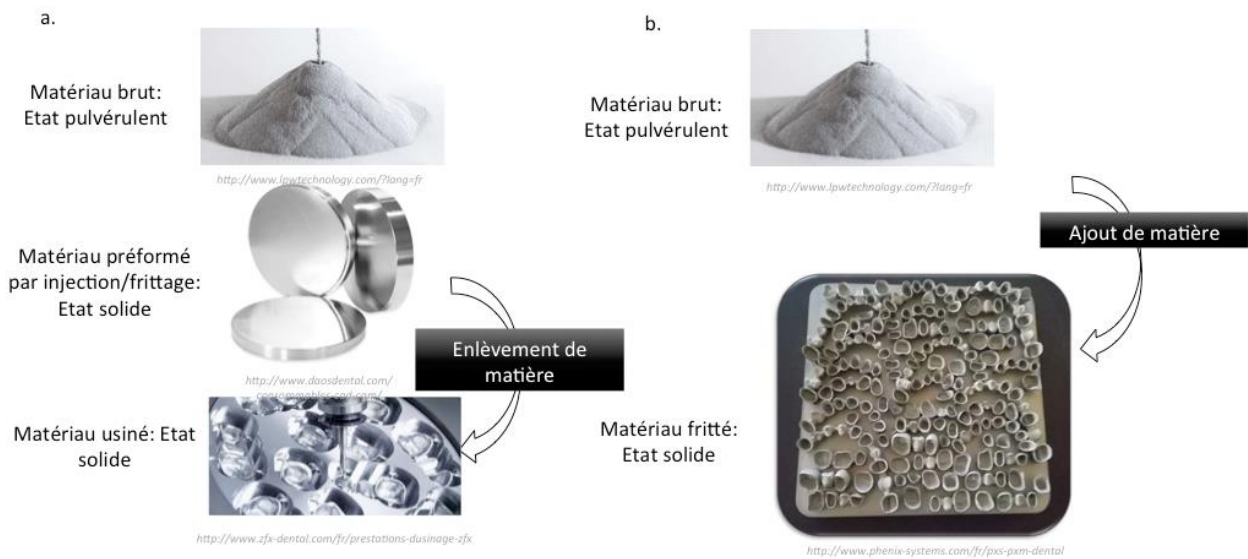 a.
Matériau brut:
Etat pulvérulent
http://www.lpwtechnology.com/?lang=fr
Matériau préformé
par injection/frittage:
Etat solide
http://www.daosdental.com/
consommables-cad-cam/
Enlèvement de
matière
Matériau usiné: Etat
solide
http://www.zfx-dental.com/fr/prestations-dusinage-zfx
b.
Matériau brut:
Etat pulvérulent
http://www.lpwtechnology.com/?lang=fr
Ajout de matière
Matériau fritté:
Etat solide
http://www.phenix-systems.com/fr/pxs-pxm-dental